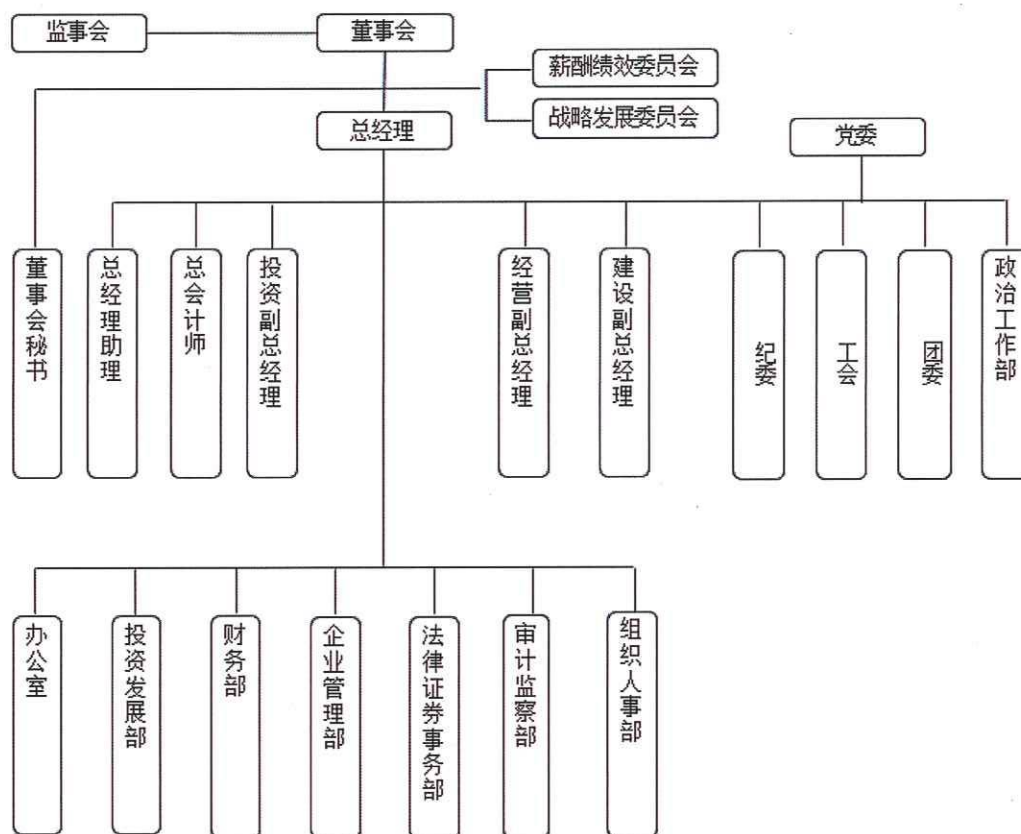 监事会
董事会
薪酬绩效委员会
战略发展委员会
总经理
党委
董事会秘书
总经理助理
总会计师
投资副总经理
经营副总经理
建设副总经理
纪委
工会
团委
政治工作部
办公室
投资发展部
财务部
企业管理部
法律证券事务部
审计监察部
组织人事部